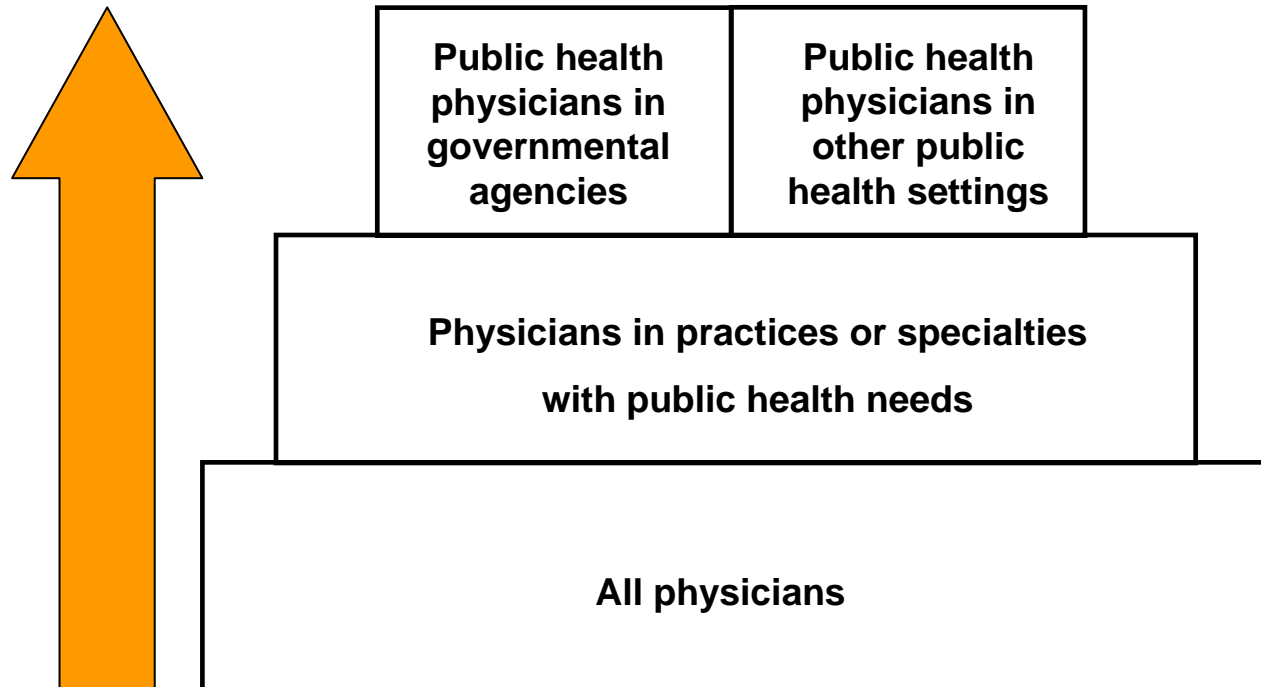 Public health
physicians in
governmental
agencies
Public health
physicians in
other public
health settings
Physicians in practices or specialties
with public health needs
All physicians